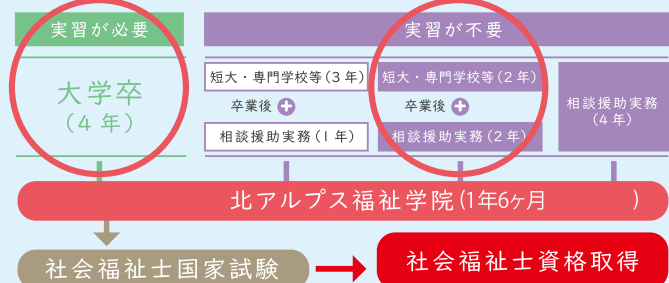 実習が必要
実習が不要
大学卒
(4年)
短大・専門学校等(3年)
卒業後+
相談援助実務(1年)
短大・専門学校等(2年)
卒業後+
相談援助実務(2年)
相談援助実務
(4年)
北アルプス福祉学院(1年6ヶ月 )
社会福祉士国家試験
社会福祉士資格取得